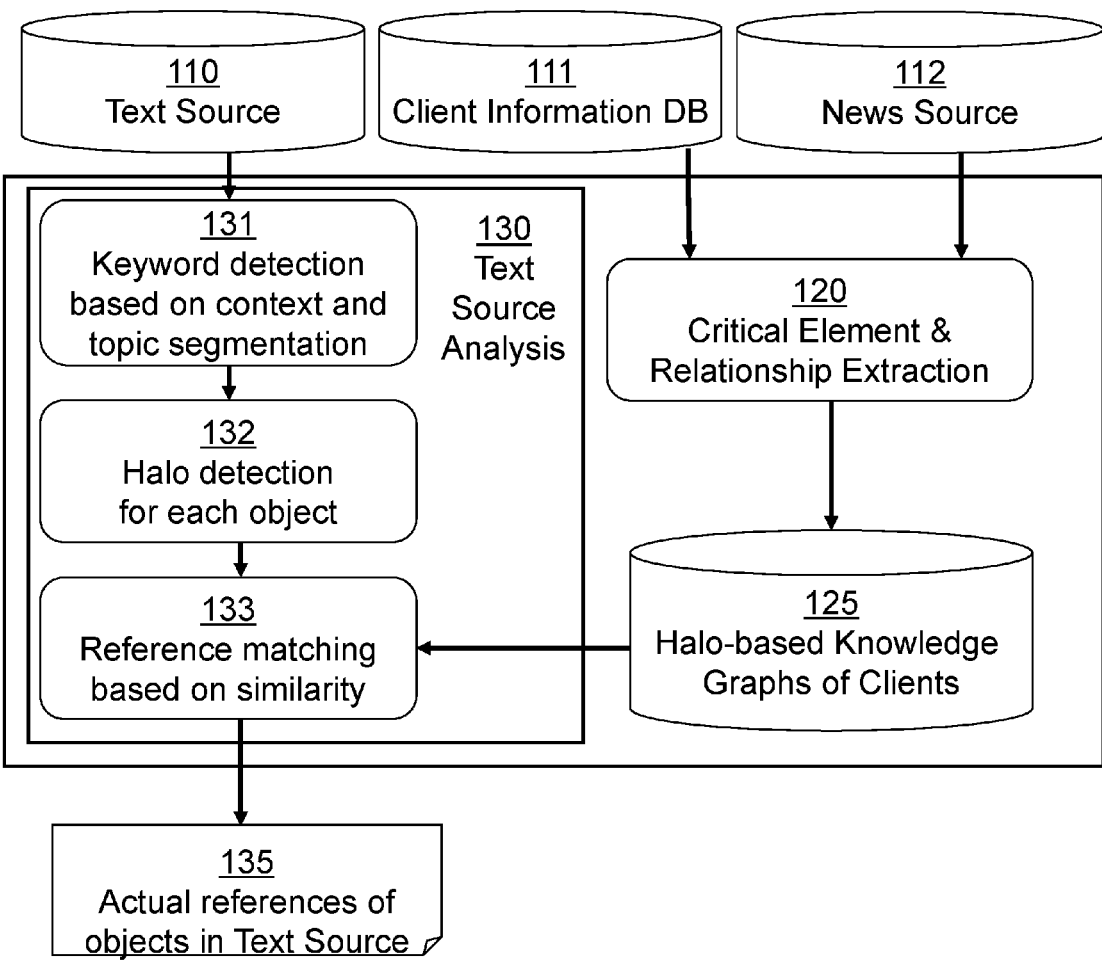 110
Text Source
111
Client Information DB
112
News Source
131
Keyword detection
based on context and
topic segmentation
130
Text
Source
Analysis
120
Critical Element &
Relationship Extraction
132
Halo detection
for each object
133
Reference matching
based on similarity
125
Halo-based Knowledge
Graphs of Clients
135
Actual references of
objects in Text Source